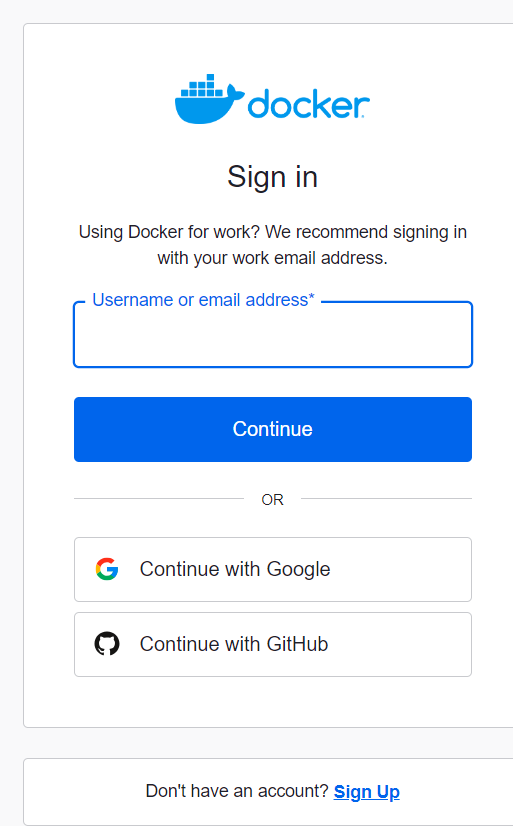 docker
Sign in
Using Docker for work? We recommend signing in
with your work email address.
Username or email address*
Continue
OR
Continue with Google
Continue with GitHub
Don't have an account? Sign Up